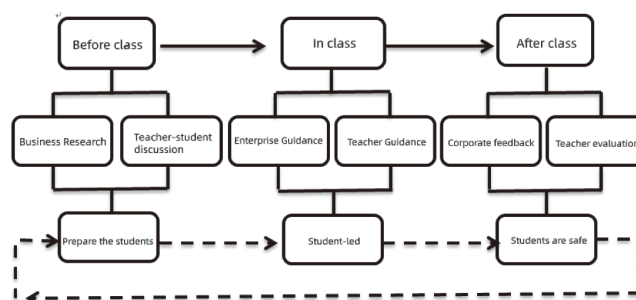 Before class
In class
After class
Business Research
Teacher-student
discussion
Enterprise Guidance
Teacher Guidance
Corporate feedback
Teacher evaluation
Prepare the students
Student-led
Students are safe